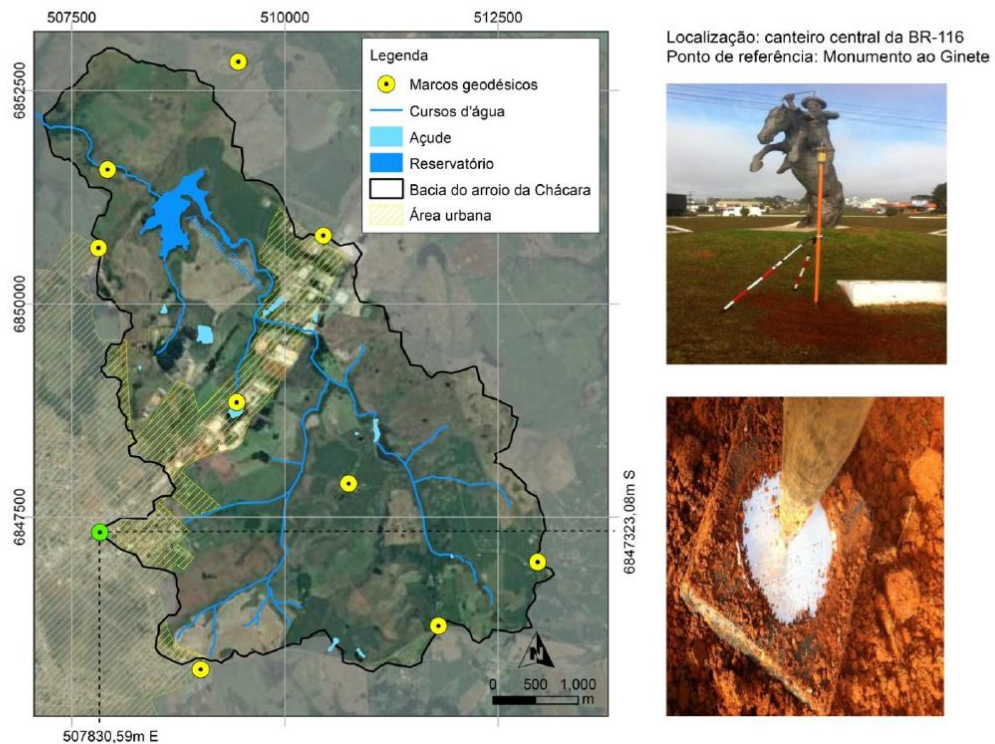 507500
510000
512500
Localização: canteiro central da BR-116
Ponto de referência: Monumento ao Ginete
6852500
6850000
6847500
Legenda
Marcos geodésicos
Cursos d'água
Açude
Reservatório
Bacia do arroio da Chácara
Área urbana
6847323,08m S
N
0 500 1.000
m
507830,59m E